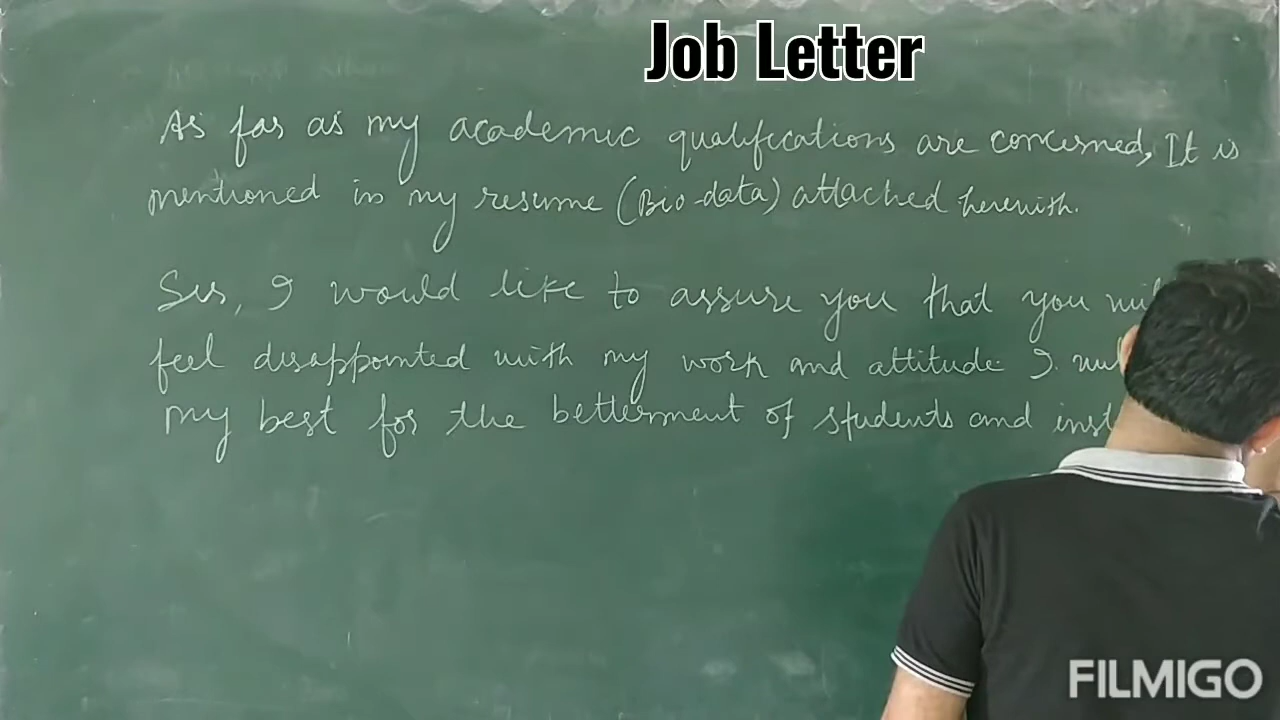 Job Letter
As far as my academic qualifications are concerned, It is
mentioned in my resume (Bio-data) attached herewith.
Sir, I would like to assure you that you
feel disappointed with my work and attitude. I
my best for the betterment of students and
FILMIGO